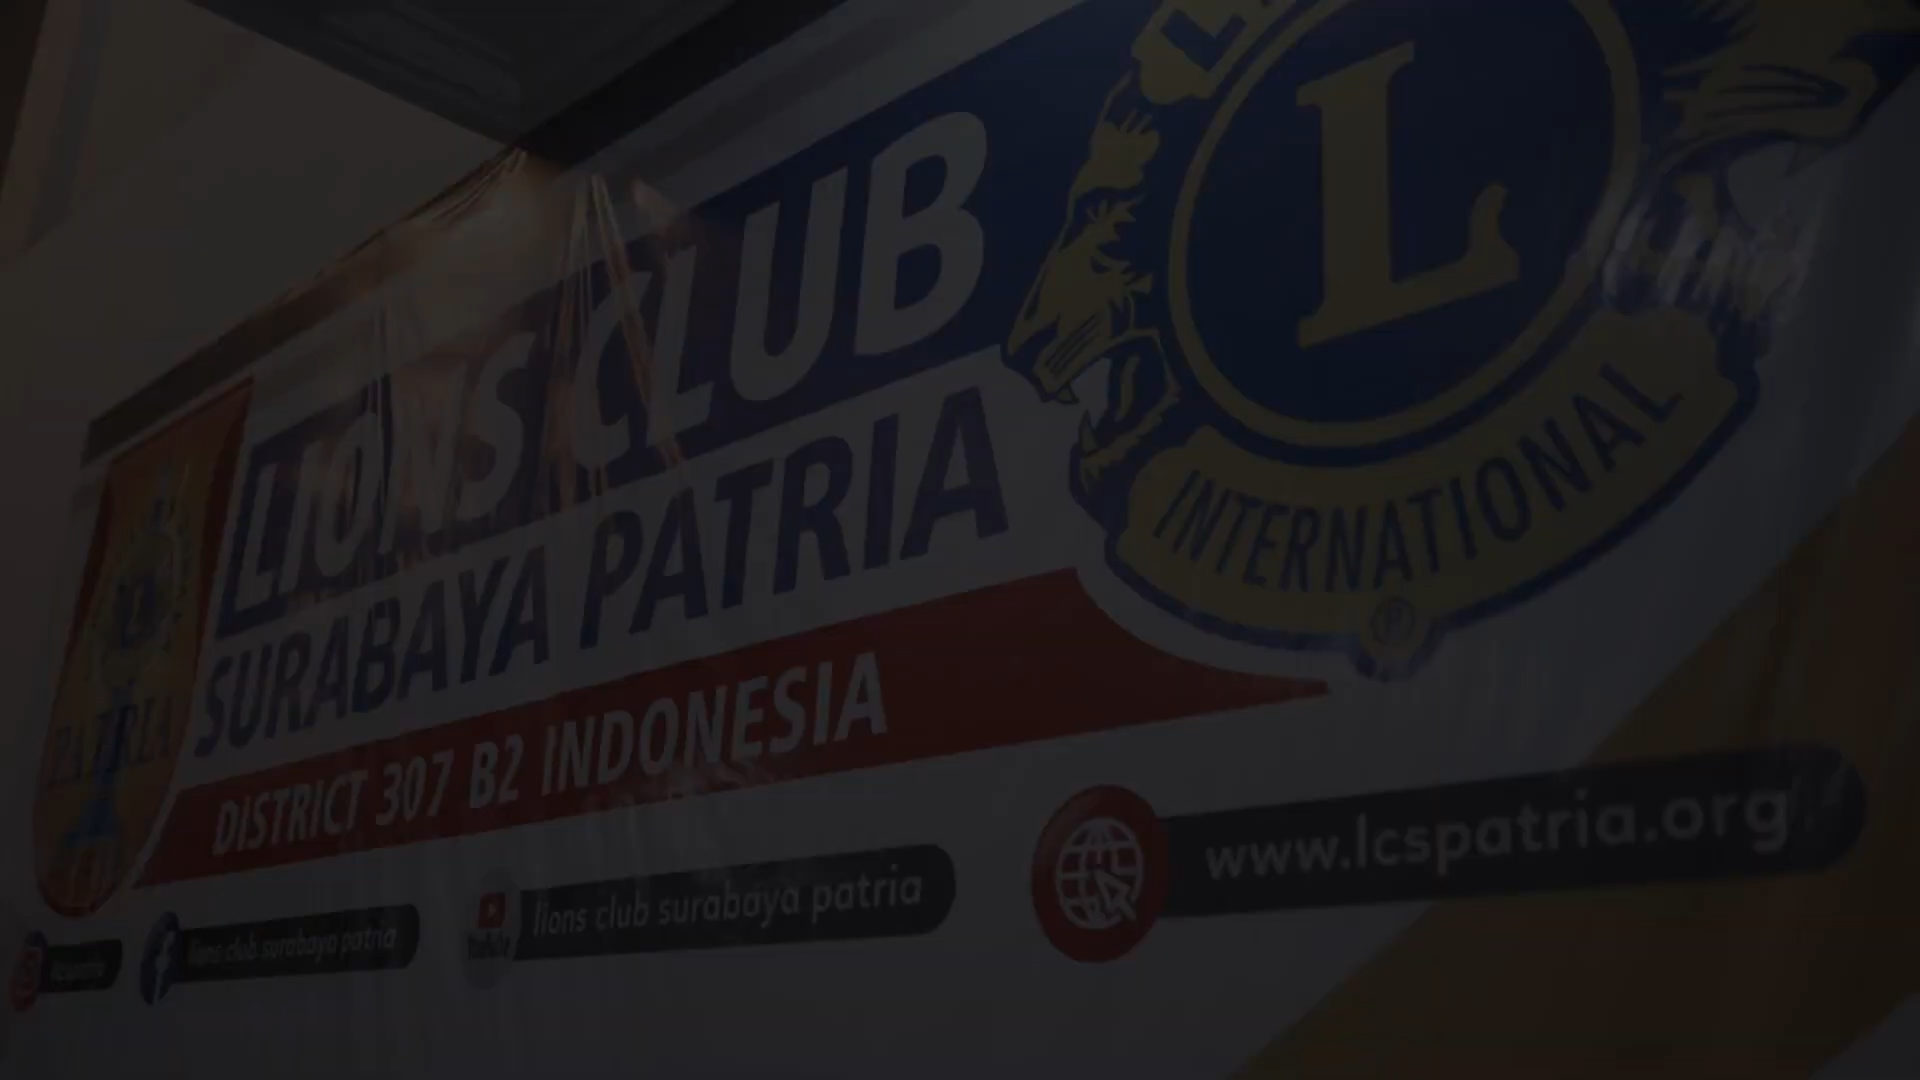 LIONS CLUB
SURABAYA PATRIA
DISTRICT 307 B2 INDONESIA
PATRIA
L
INTERNATIONAL
®
lions club surabaya patria
lions club surabaya patria
www.lcspatria.org